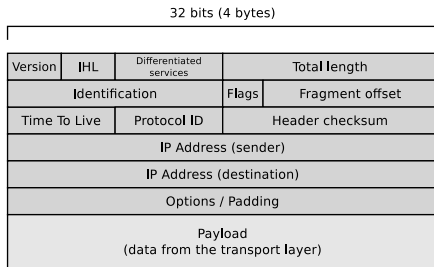 32 bits (4 bytes)
Version IHL Differentiated services Total length
Identification Flags Fragment offset
Time To Live Protocol ID Header checksum
IP Address (sender)
IP Address (destination)
Options / Padding
Payload
(data from the transport layer)